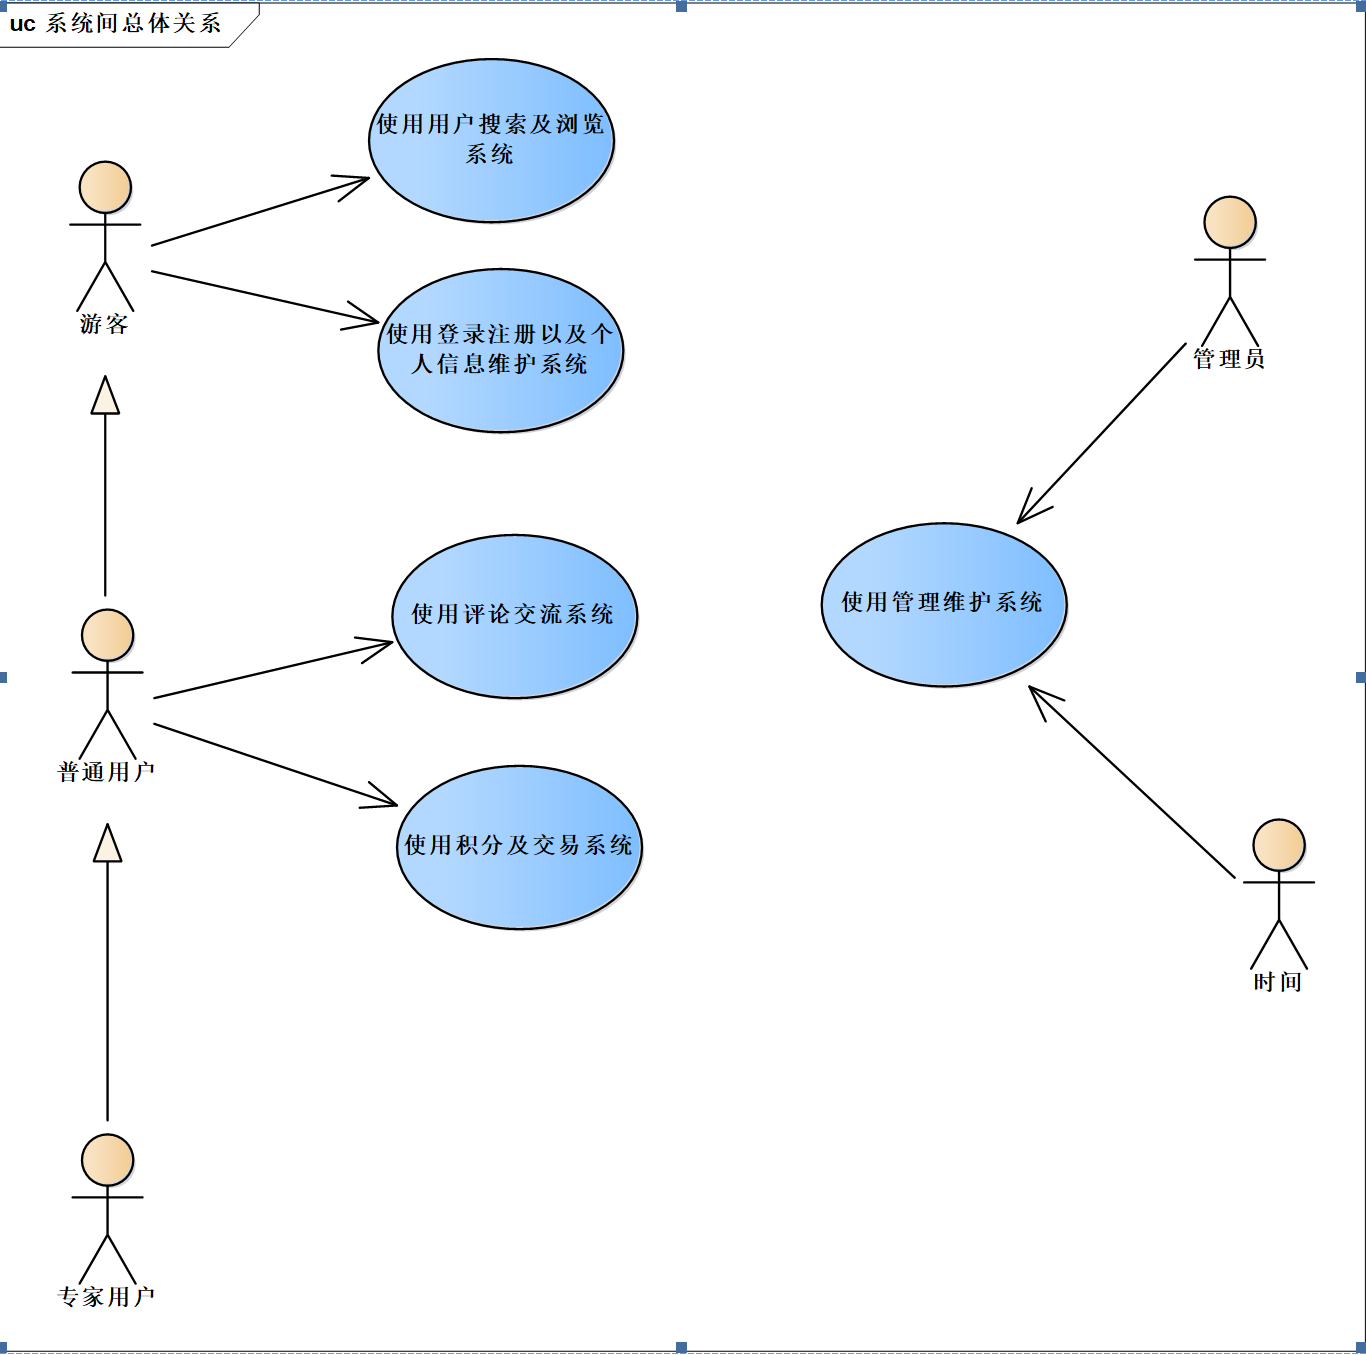 uc 系统间总体关系
使用用户搜索及浏览
系统
游客
使用登录注册以及个
人信息维护系统
管理员
使用评论交流系统
使用管理维护系统
普通用户
使用积分及交易系统
时间
专家用户